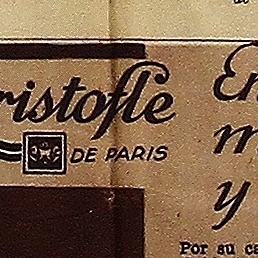 ristofle
DE PARIS
En
m
y
Por su ca